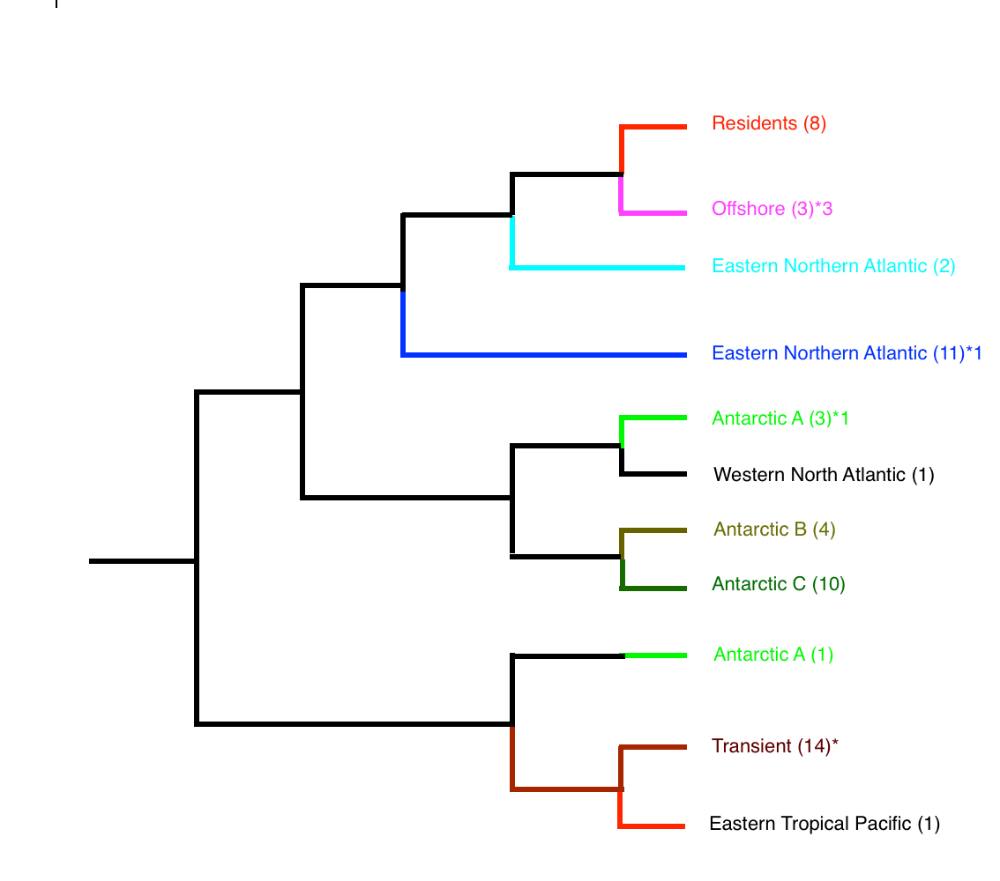 Residents (8)
Offshore (3)*3
Eastern Northern Atlantic (2)
Eastern Northern Atlantic (11)*1
Antarctic A (3)*1
Western North Atlantic (1)
Antarctic B (4)
Antarctic C (10)
Antarctic A (1)
Transient (14)*
Eastern Tropical Pacific (1)